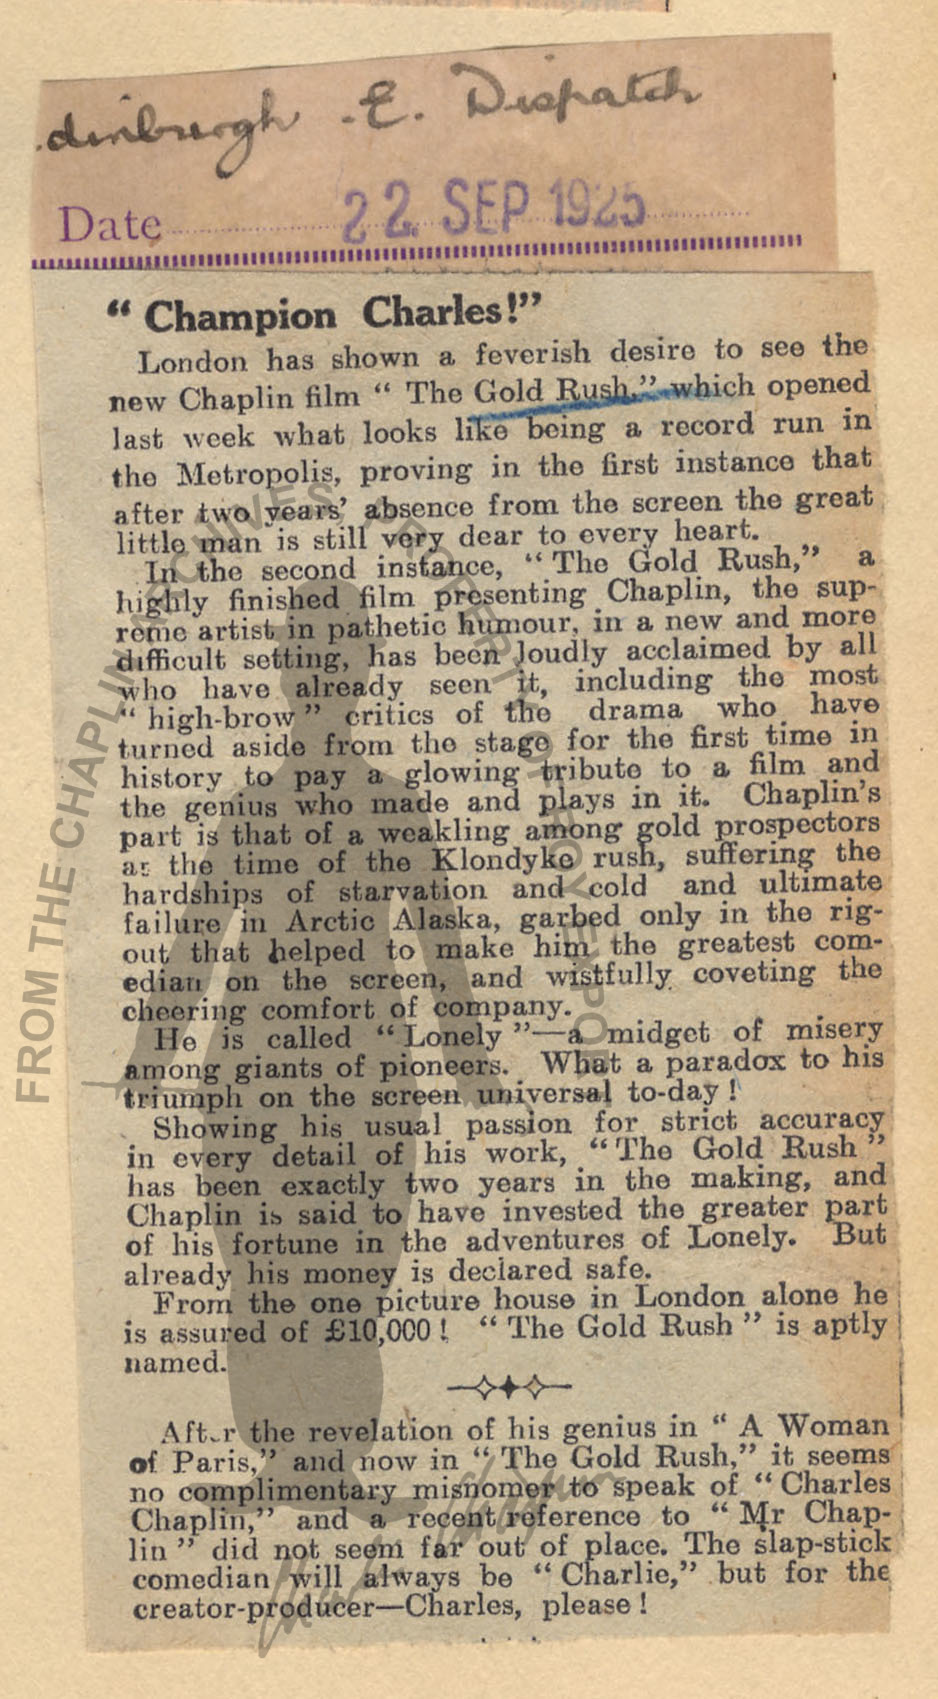 dinburgh . E. Dispatch
Date 22 SEP 1925
“ Champion Charles!”
London has shown a feverish desire to see the
new Chaplin film “ The Gold Rush,” which opened
last week what looks like being a record run in
the Metropolis, proving in the first instance that
after two years’ absence from the screen the great
little man is still very dear to every heart.
In the second instance, “ The Gold Rush,” a
highly finished film presenting Chaplin, the sup-
reme artist in pathetic humour, in a new and more
difficult setting, has been loudly acclaimed by all
who have already seen it, including the most
“ high-brow ” critics of the drama who have
turned aside from the stage for the first time in
history to pay a glowing tribute to a film and
the genius who made and plays in it. Chaplin’s
part is that of a weakling among gold prospectors
at the time of the Klondyke rush, suffering the
hardships of starvation and cold and ultimate
failure in Arctic Alaska, garbed only in the rig-
out that helped to make him the greatest com-
edian on the screen, and wistfully coveting the
cheering comfort of company.
He is called “ Lonely ”—a midget of misery
among giants of pioneers. What a paradox to his
triumph on the screen universal to-day !
Showing his usual passion for strict accuracy
in every detail of his work, “ The Gold Rush ”
has been exactly two years in the making, and
Chaplin is said to have invested the greater part
of his fortune in the adventures of Lonely. But
already his money is declared safe.
From the one picture house in London alone he
is assured of £10,000 ! “ The Gold Rush ” is aptly
named.
After the revelation of his genius in “ A Woman
of Paris,” and now in “ The Gold Rush,” it seems
no complimentary misnomer to speak of “ Charles
Chaplin,” and a recent reference to “ Mr Chap-
lin ” did not seem far out of place. The slap-stick
comedian will always be “ Charlie,” but for the
creator-producer—Charles, please !
FROM THE CHAPLIN ARCHIVES PROPERTY OF ROY EXPORT